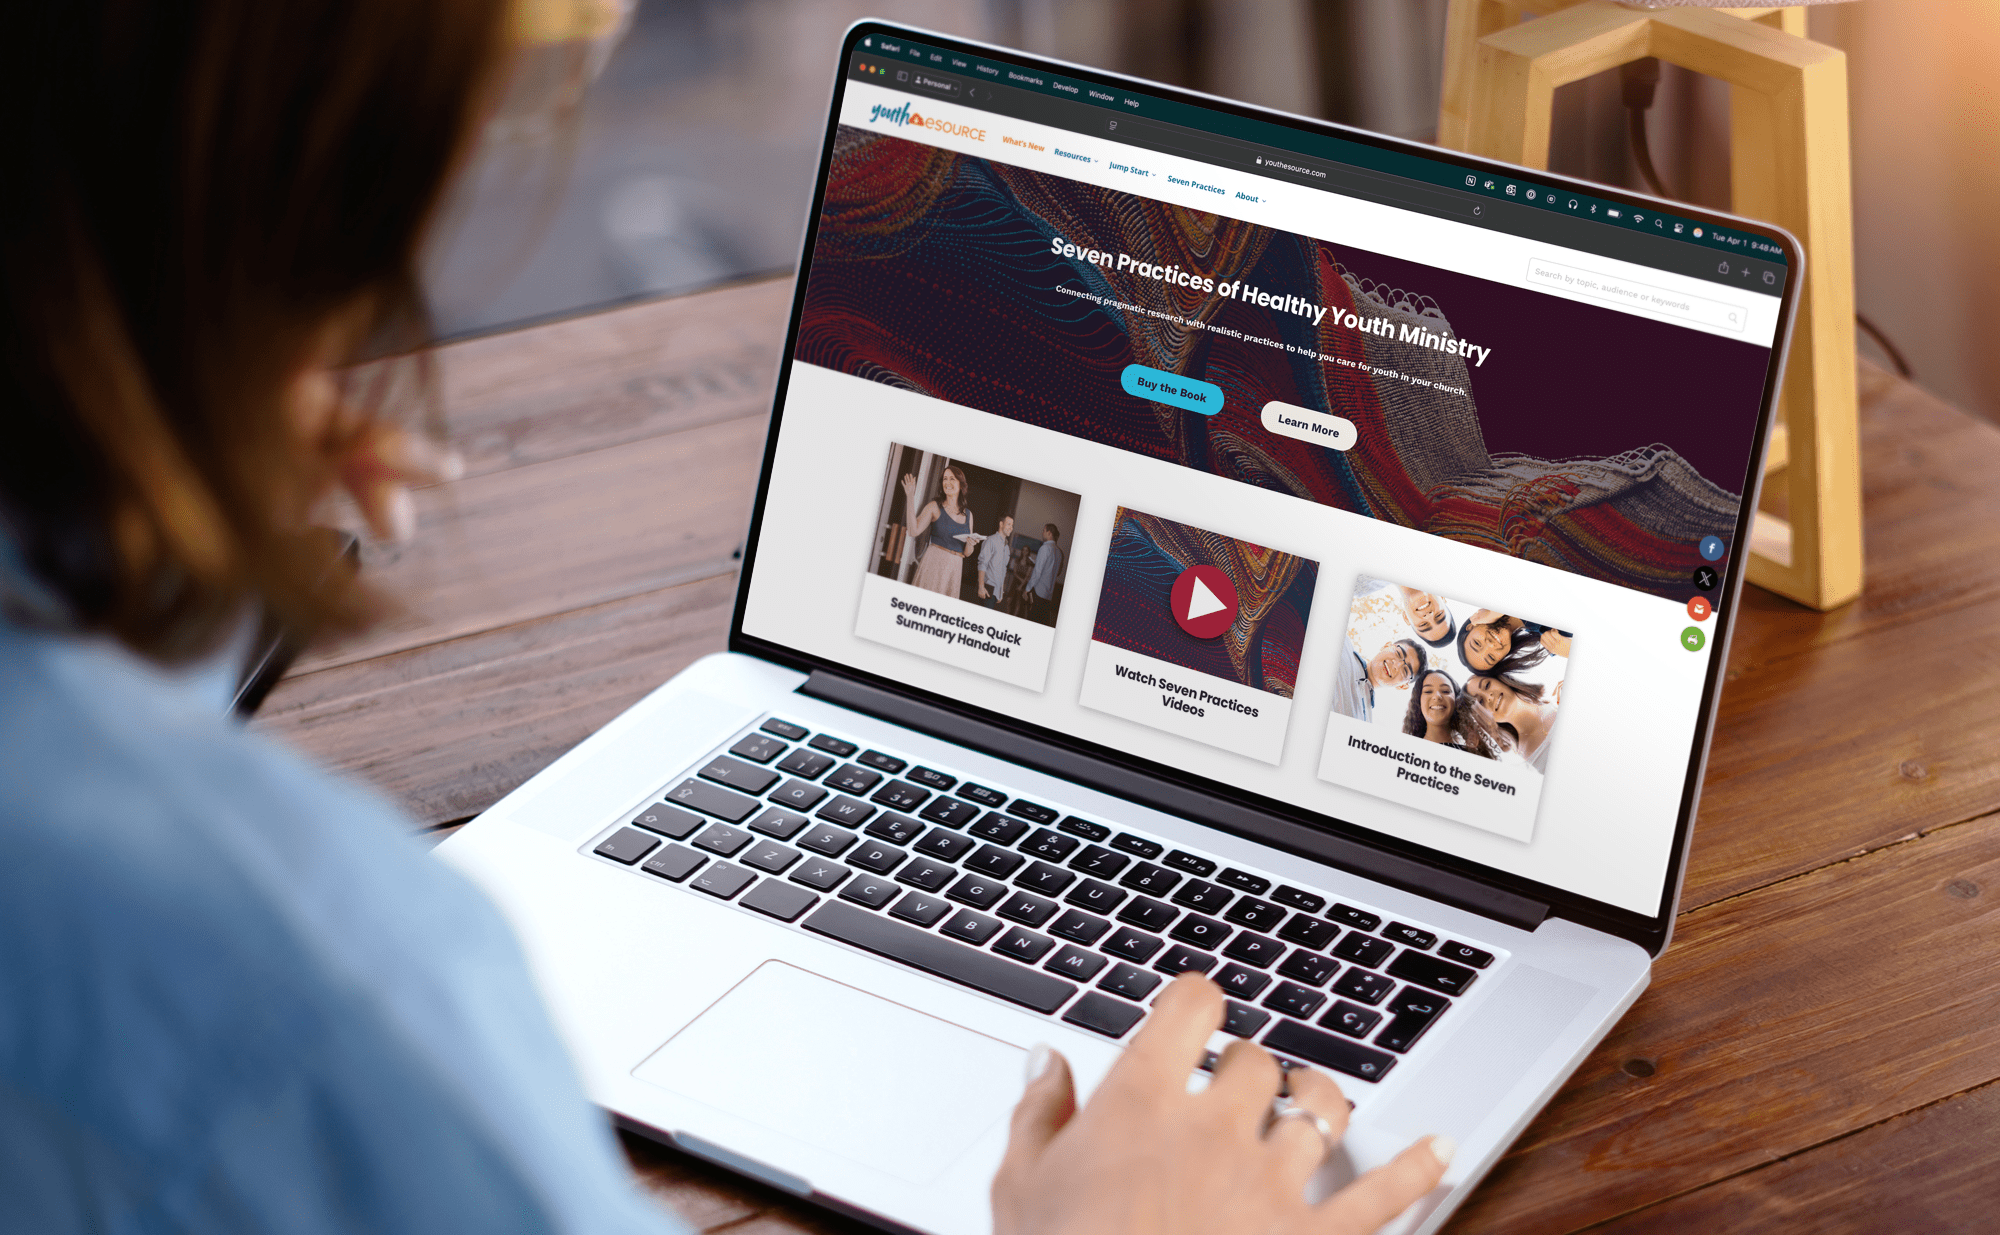 Safari File Edit View History Bookmarks Develop Window Help
Tue Apr 1 9:48 AM
Personal
youthesource.com
youth eSOURCE
What's New Resources Jump Start Seven Practices About
Search by topic, audience or keywords
Seven Practices of Healthy Youth Ministry
Connecting pragmatic research with realistic practices to help you care for youth in your church.
Buy the Book Learn More
Seven Practices Quick
Summary Handout
Watch Seven Practices
Videos
Introduction to the Seven
Practices
Q W E R T Y U I O P
A S D F G H J K L Ñ
Z X C V B N M